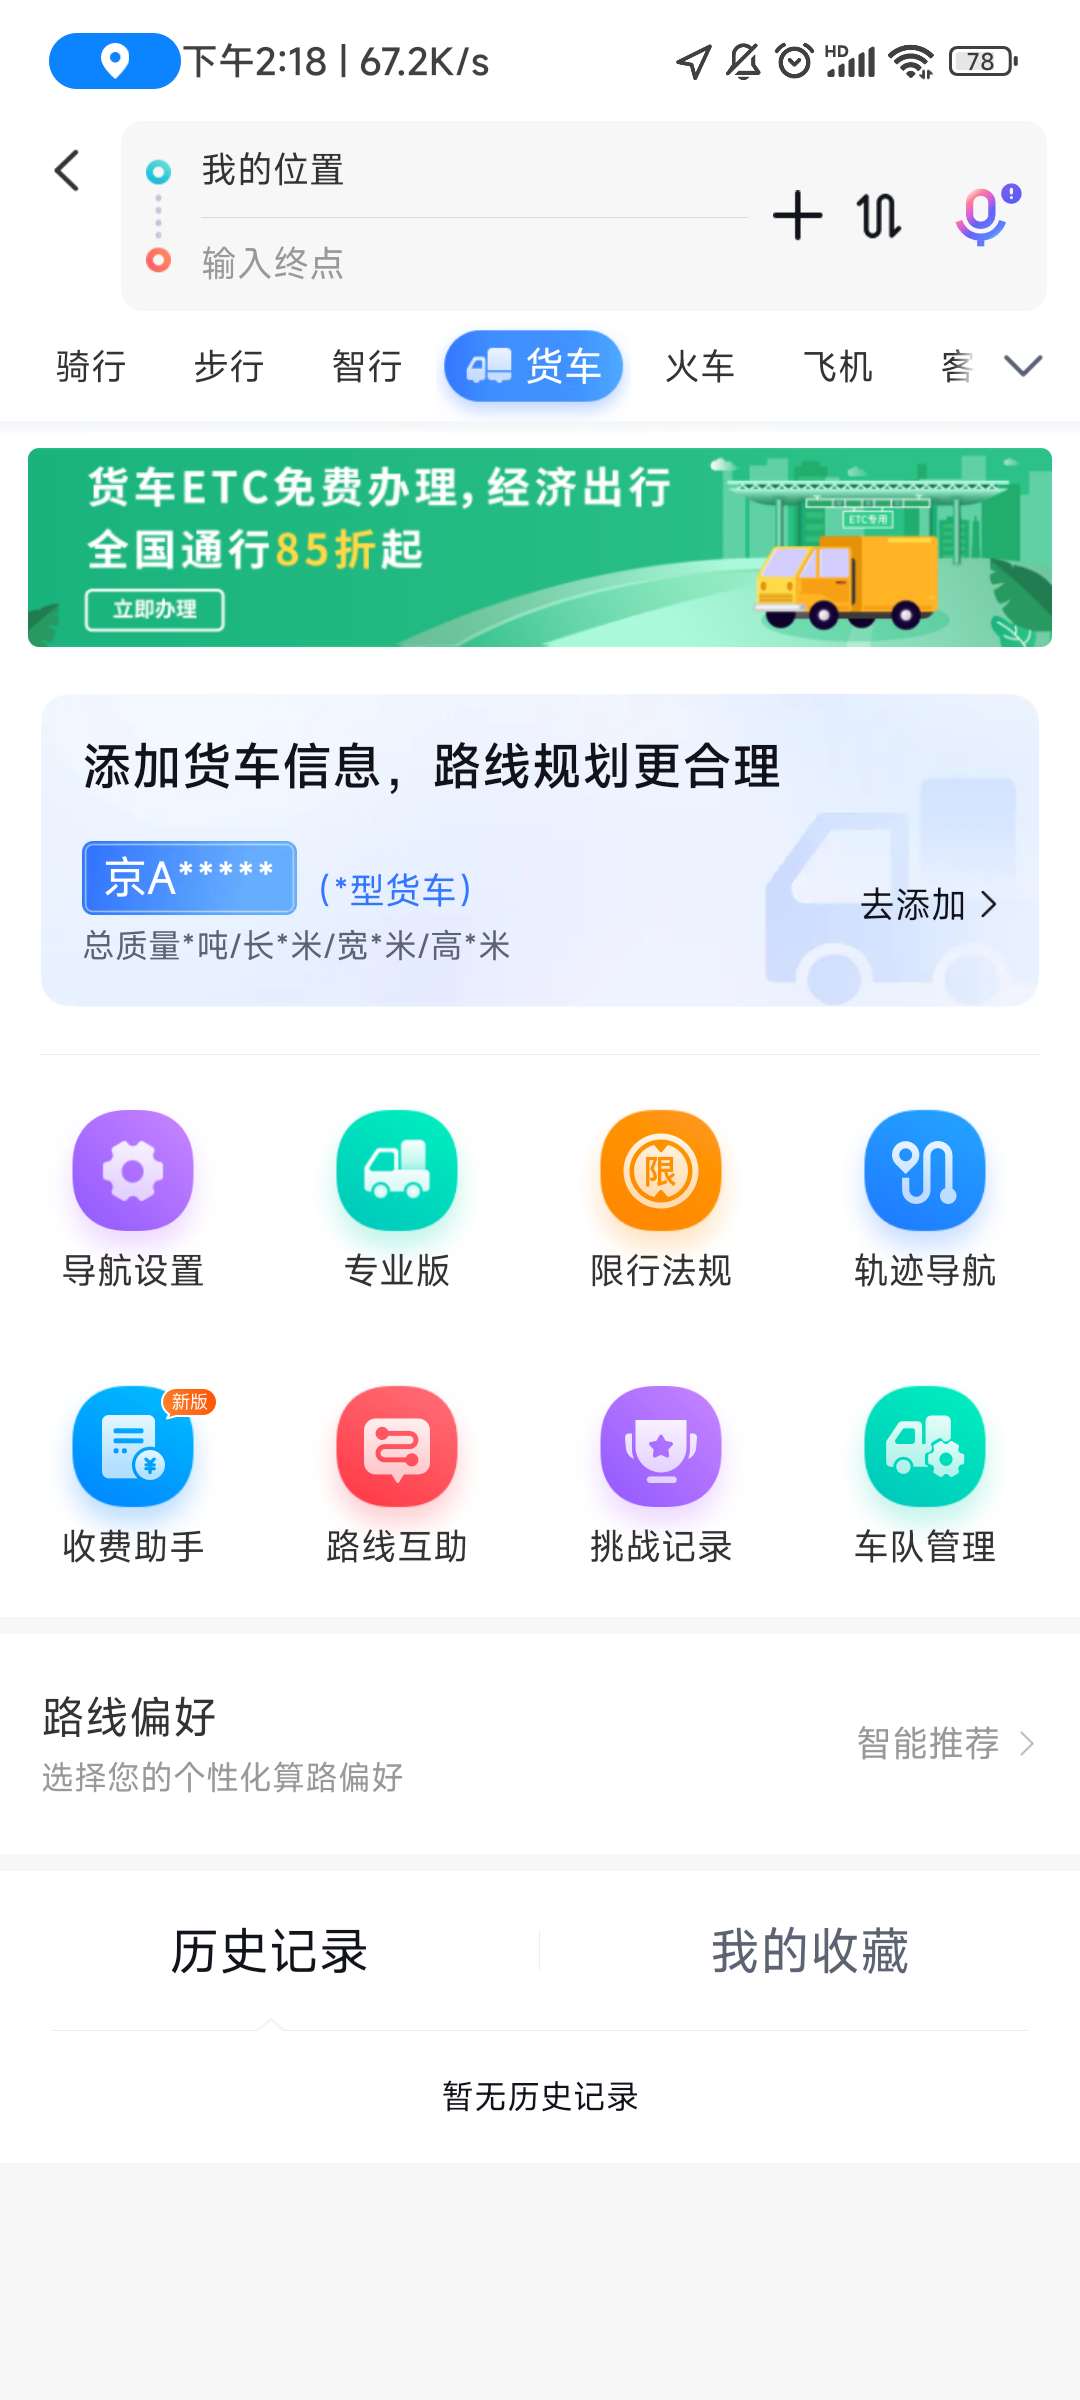 下午2:18 | 67.2K/s
HD
78
我的位置
输入终点
骑行 步行 智行 货车 火车 飞机 客
货车ETC免费办理,经济出行
全国通行85折起
立即办理
ETC专用
添加货车信息，路线规划更合理
京A*****
(*型货车)
总质量*吨/长*米/宽*米/高*米
去添加
导航设置 专业版 限行法规 轨迹导航
限
新版
收费助手 路线互助 挑战记录 车队管理
路线偏好
选择您的个性化算路偏好
智能推荐
历史记录 我的收藏
暂无历史记录